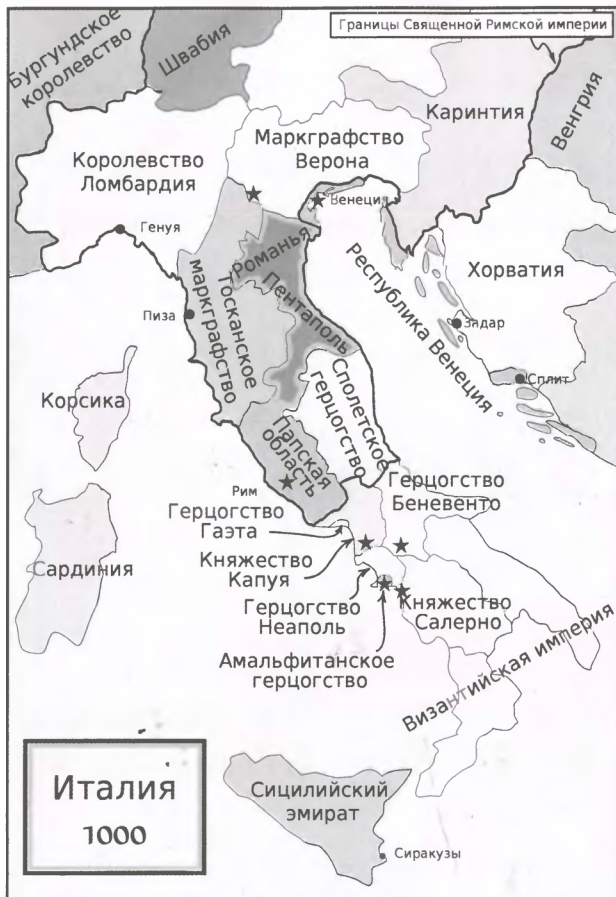 Границы Священной Римской империи
Бургундское
королевство
Швабия
Каринтия
Венгрия
Маркграфство
Верона
Королевство
Ломбардия
Венеция
Генуя
Романья
Хорватия
Пентаполь
Тосканское
маркграфство
Республика Венеция
Пиза
Задар
Сплит
Корсика
Сполетское
герцогство
Папская
область
Рим
Герцогство
Беневенто
Герцогство
Гаэта
Княжество
Капуя
Сардиния
Герцогство
Неаполь
Княжество
Салерно
Амальфитанское
герцогство
Византийская империя
Италия
1000
Сицилийский
эмират
Сиракузы